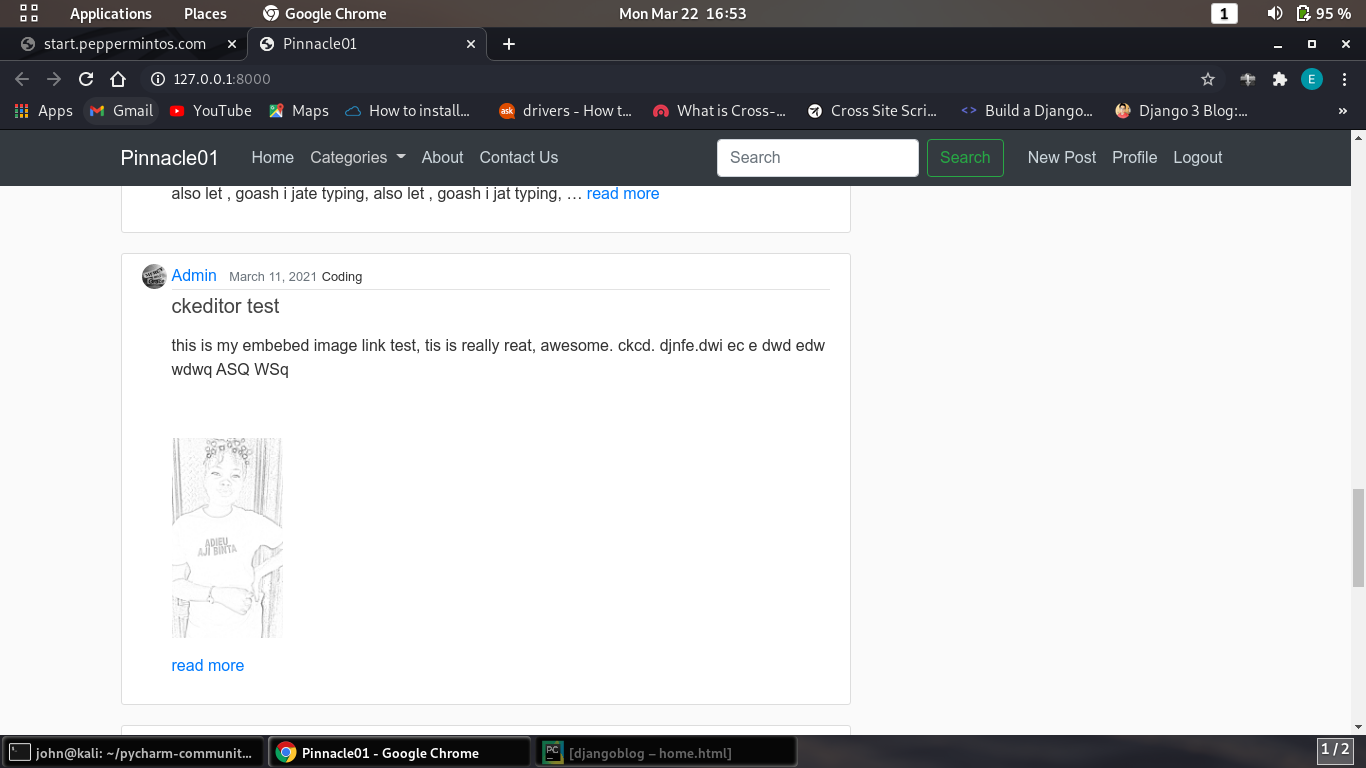 Applications Places Google Chrome Mon Mar 22 16:53 1 95 %
start.peppermintos.com Pinnacle01
127.0.0.1:8000 E
Apps Gmail YouTube Maps How to install... ask drivers - How t... What is Cross-... Cross Site Scri... <> Build a Django... Django 3 Blog:... »
Pinnacle01 Home Categories About Contact Us Search Search New Post Profile Logout
also let , goash i jate typing, also let , goash i jat typing, … read more
Admin March 11, 2021 Coding
ckeditor test
this is my embebed image link test, tis is really reat, awesome. ckcd. djnfe.dwi ec e dwd edw
wdwq ASQ WSq
ADIEU
AJI BINTA
read more
john@kali: ~/pycharm-communit... Pinnacle01 - Google Chrome PC [djangoblog – home.html] 1 / 2